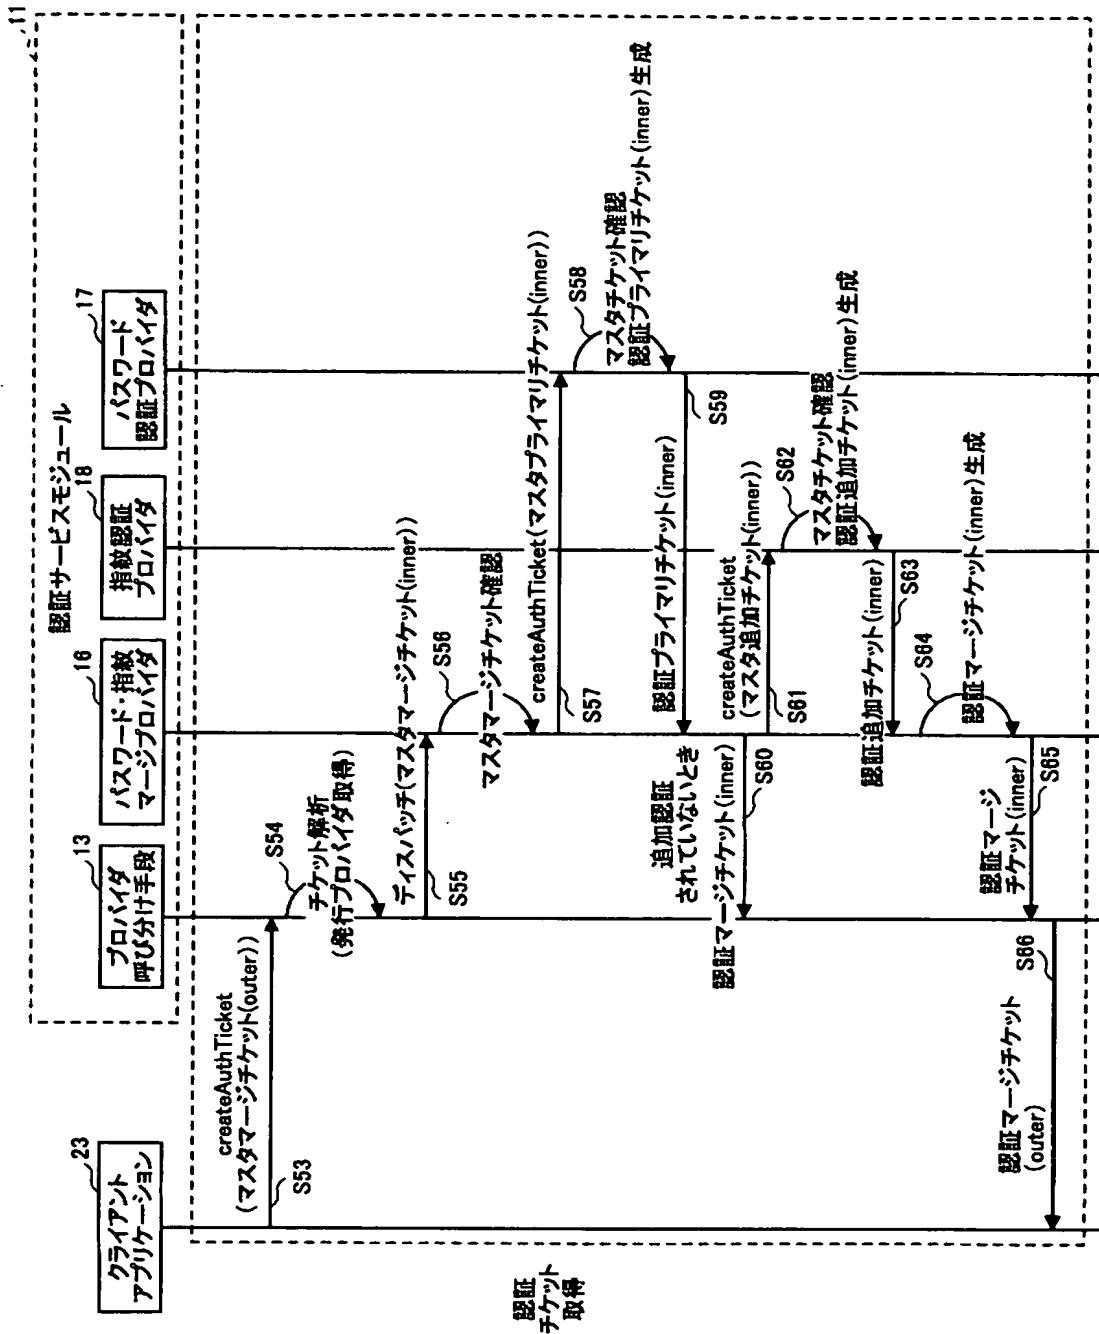 11
認証サービスモジュール
23
クライアント
アプリケーション
13
プロバイダ
呼び分け手段
16
パスワード・指紋
マージプロバイダ
18
指紋認証
プロバイダ
17
パスワード
認証プロバイダ
認証
チケット
取得
createAuthTicket
(マスタマージチケット(outer))
S53
S54
チケット解析
(発行プロバイダ取得)
ディスパッチ(マスタマージチケット(inner))
S55
S56
マスタマージチケット確認
createAuthTicket(マスタプライマリチケット(inner))
S57
S58
マスタチケット確認
認証プライマリチケット(inner)生成
認証プライマリチケット(inner)
S59
追加認証
されていないとき
認証マージチケット(inner)
S60
createAuthTicket
(マスタ追加チケット(inner))
S61
S62
マスタチケット確認
認証追加チケット(inner)生成
認証追加チケット(inner)
S63
S64
認証マージチケット(inner)生成
認証マージ
チケット(inner)
S65
認証マージチケット
(outer)
S66